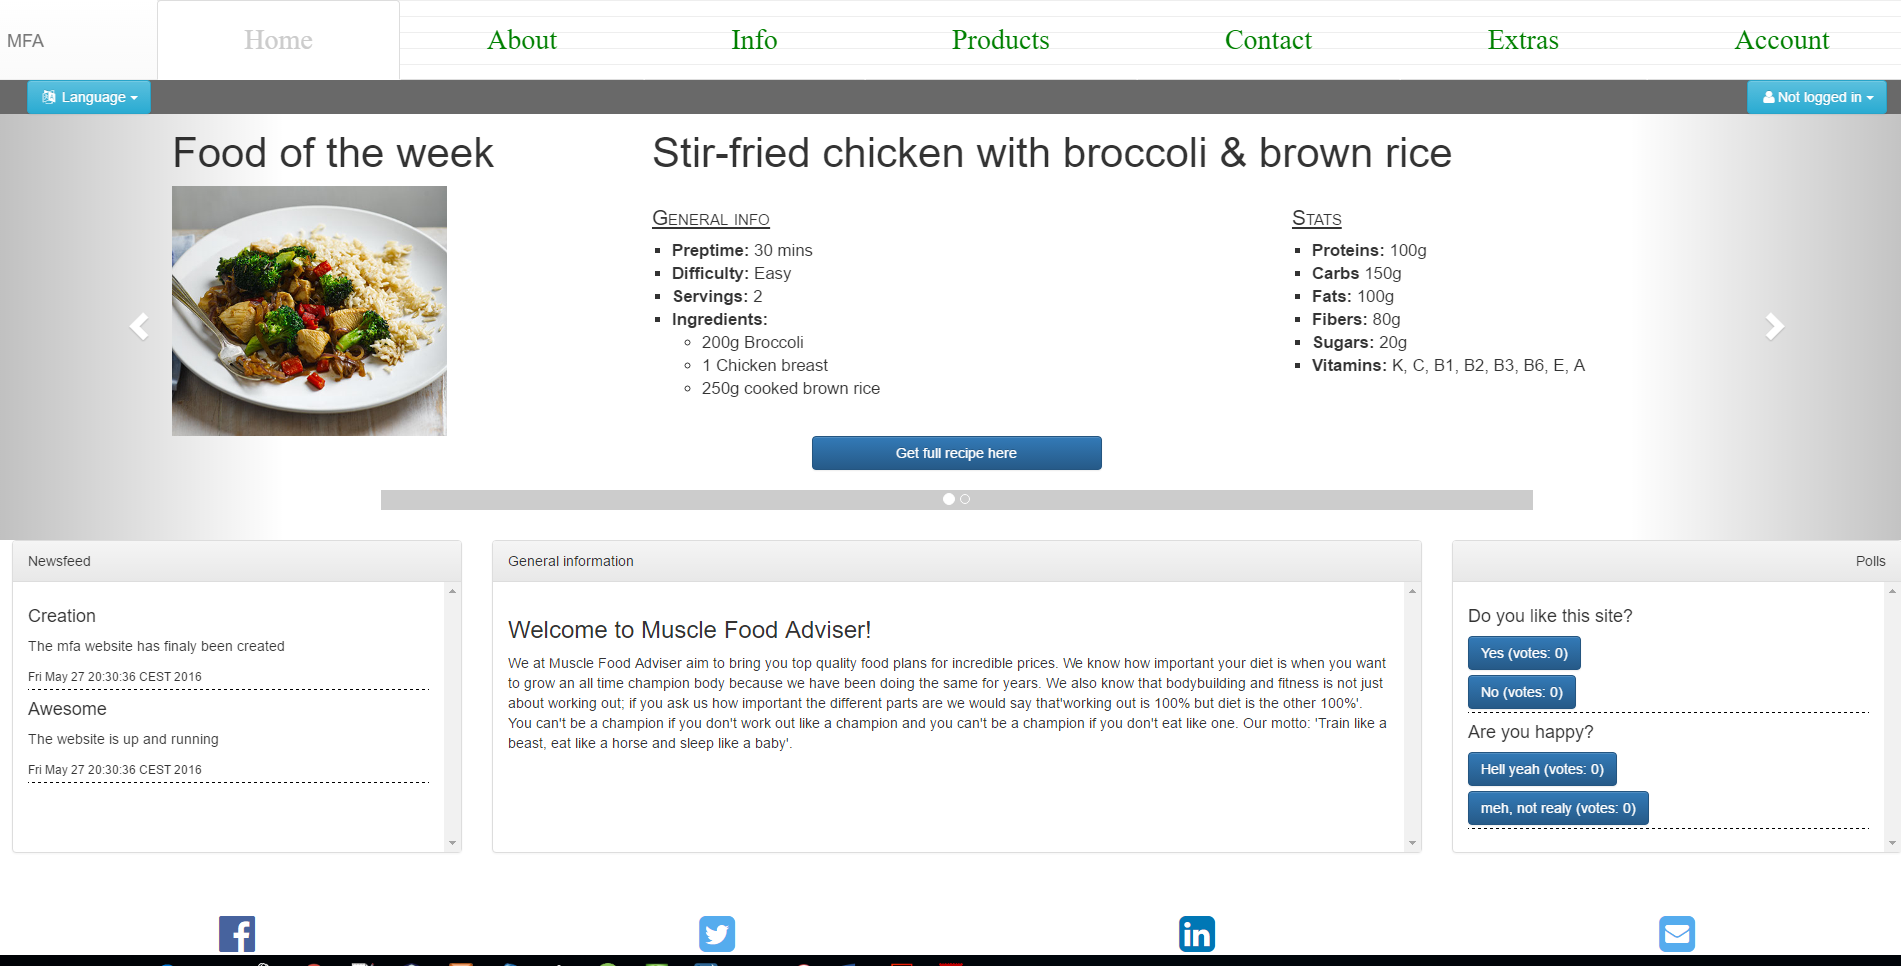 MFA
Home
About
Info
Products
Contact
Extras
Account
Language
Not logged in
Food of the week
Stir-fried chicken with broccoli & brown rice
GENERAL INFO
Preptime: 30 mins
Difficulty: Easy
Servings: 2
Ingredients:
200g Broccoli
1 Chicken breast
250g cooked brown rice
STATS
Proteins: 100g
Carbs 150g
Fats: 100g
Fibers: 80g
Sugars: 20g
Vitamins: K, C, B1, B2, B3, B6, E, A
Get full recipe here
Newsfeed
Creation
The mfa website has finaly been created
Fri May 27 20:30:36 CEST 2016
Awesome
The website is up and running
Fri May 27 20:30:36 CEST 2016
General information
Welcome to Muscle Food Adviser!
We at Muscle Food Adviser aim to bring you top quality food plans for incredible prices. We know how important your diet is when you want
to grow an all time champion body because we have been doing the same for years. We also know that bodybuilding and fitness is not just
about working out; if you ask us how important the different parts are we would say that'working out is 100% but diet is the other 100%'.
You can't be a champion if you don't work out like a champion and you can't be a champion if you don't eat like one. Our motto: 'Train like a
beast, eat like a horse and sleep like a baby'.
Polls
Do you like this site?
Yes (votes: 0)
No (votes: 0)
Are you happy?
Hell yeah (votes: 0)
meh, not realy (votes: 0)